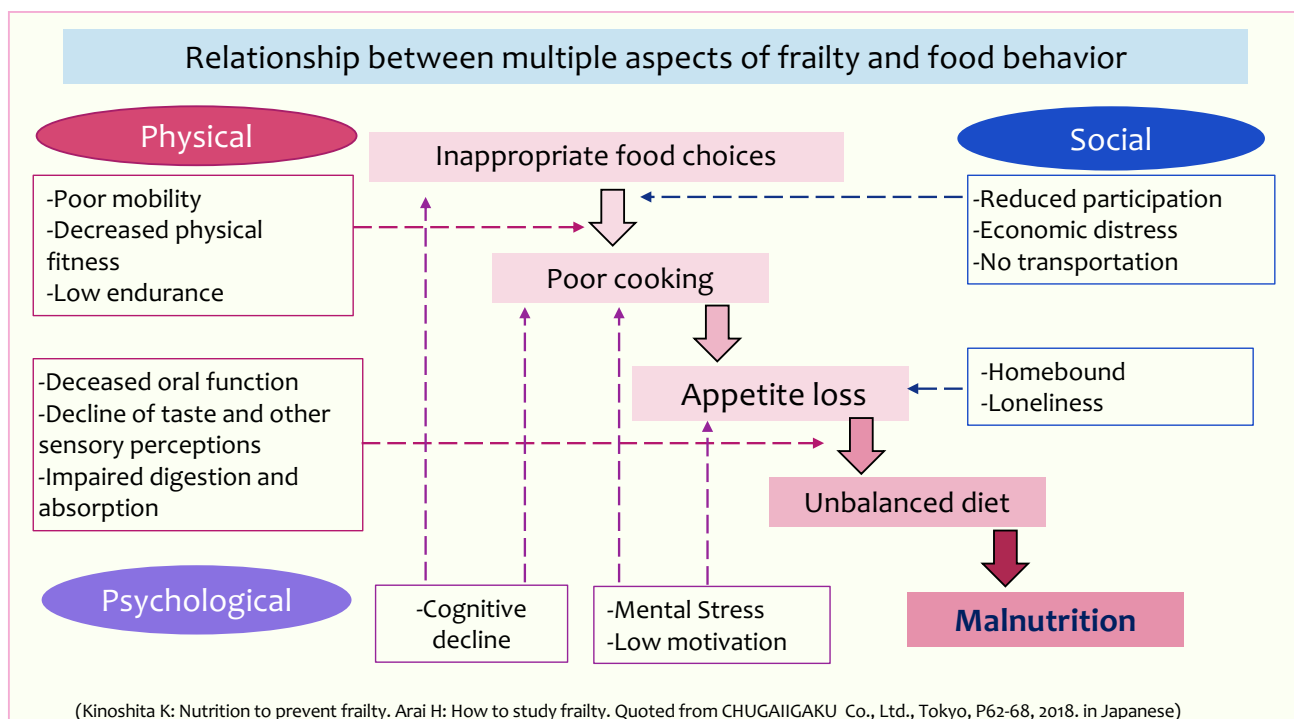 Relationship between multiple aspects of frailty and food behavior
Physical
Inappropriate food choices
Social
-Poor mobility
-Decreased physical
fitness
-Low endurance
-Reduced participation
-Economic distress
-No transportation
Poor cooking
-Deceased oral function
-Decline of taste and other
sensory perceptions
-Impaired digestion and
absorption
Appetite loss
-Homebound
-Loneliness
Unbalanced diet
Psychological
-Cognitive
decline
-Mental Stress
-Low motivation
Malnutrition
(Kinoshita K: Nutrition to prevent frailty. Arai H: How to study frailty. Quoted from CHUGAIIGAKU Co., Ltd., Tokyo, P62-68, 2018. in Japanese)